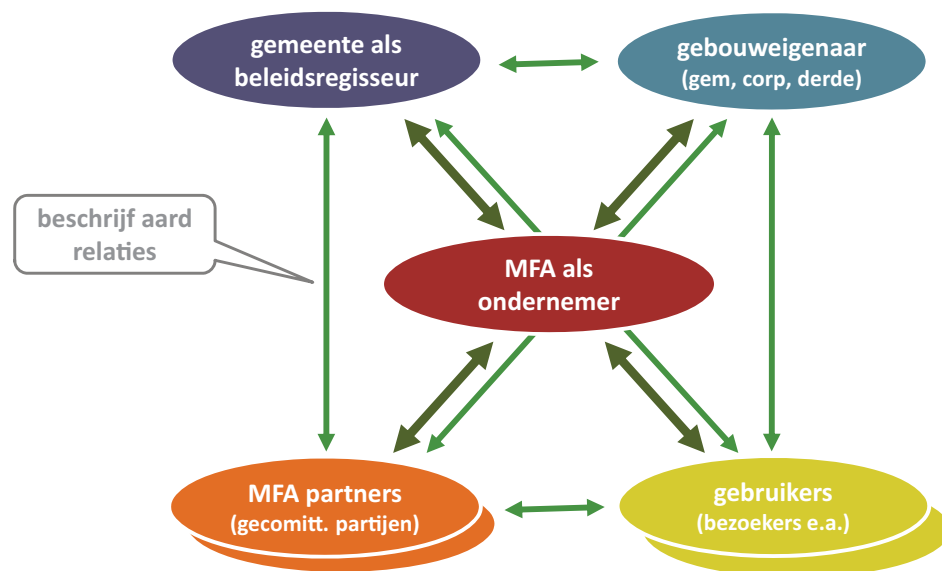 gemeente als
beleidsregisseur
gebouweigenaar
(gem, corp, derde)
beschrijf aard
relaties
MFA als
ondernemer
MFA partners
(gecomitt. partijen)
gebruikers
(bezoekers e.a.)